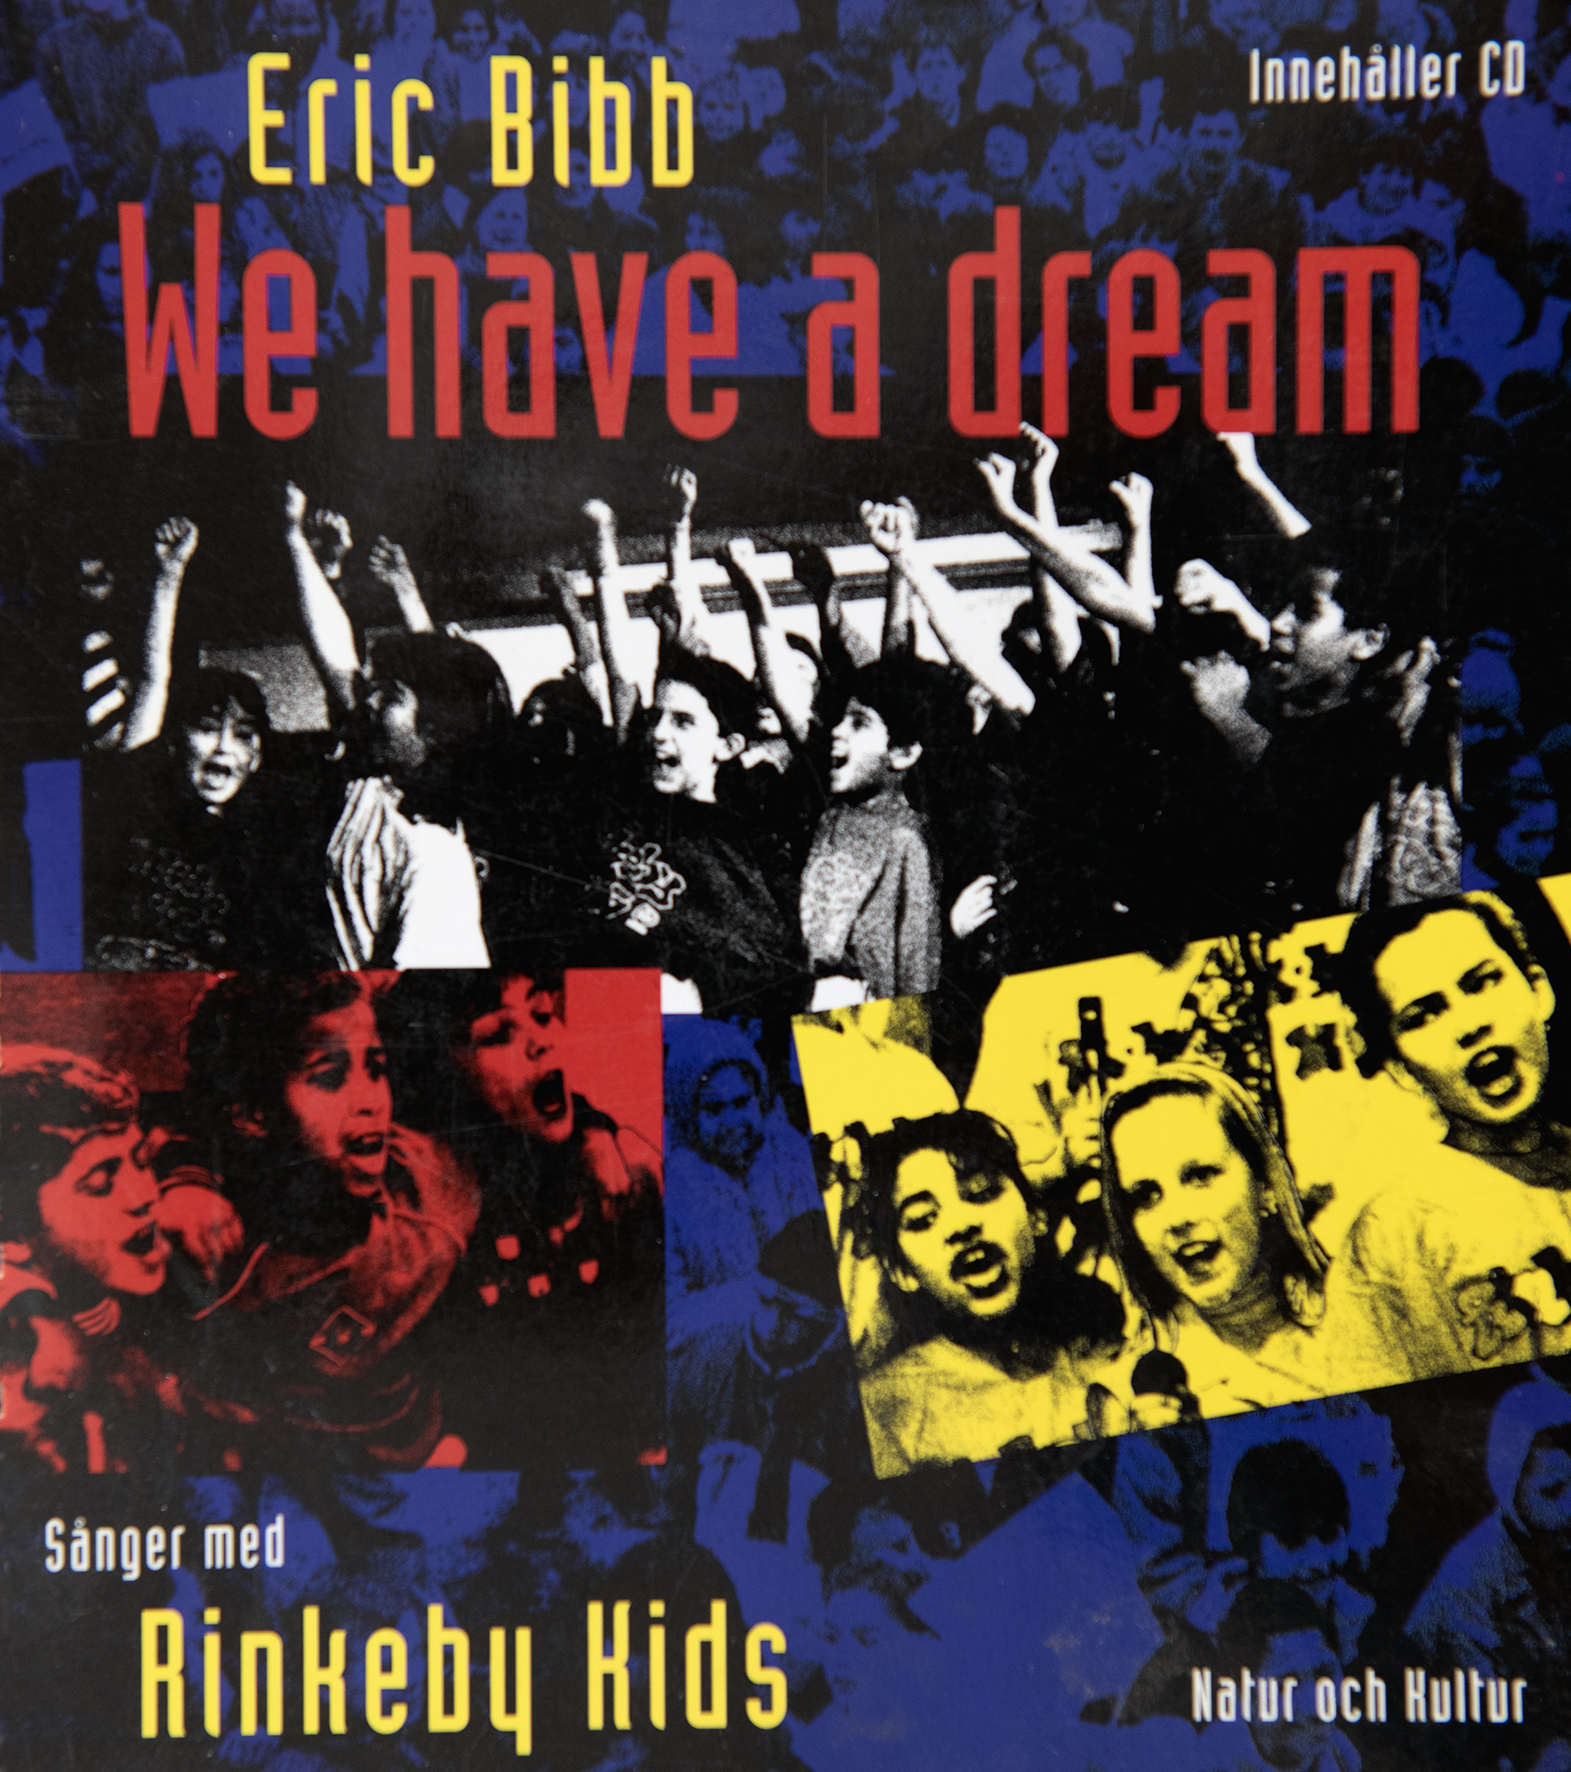 Eric Bibb
Innehåller CD
We have a dream
Sånger med
Rinkeby Kids
Natur och Kultur